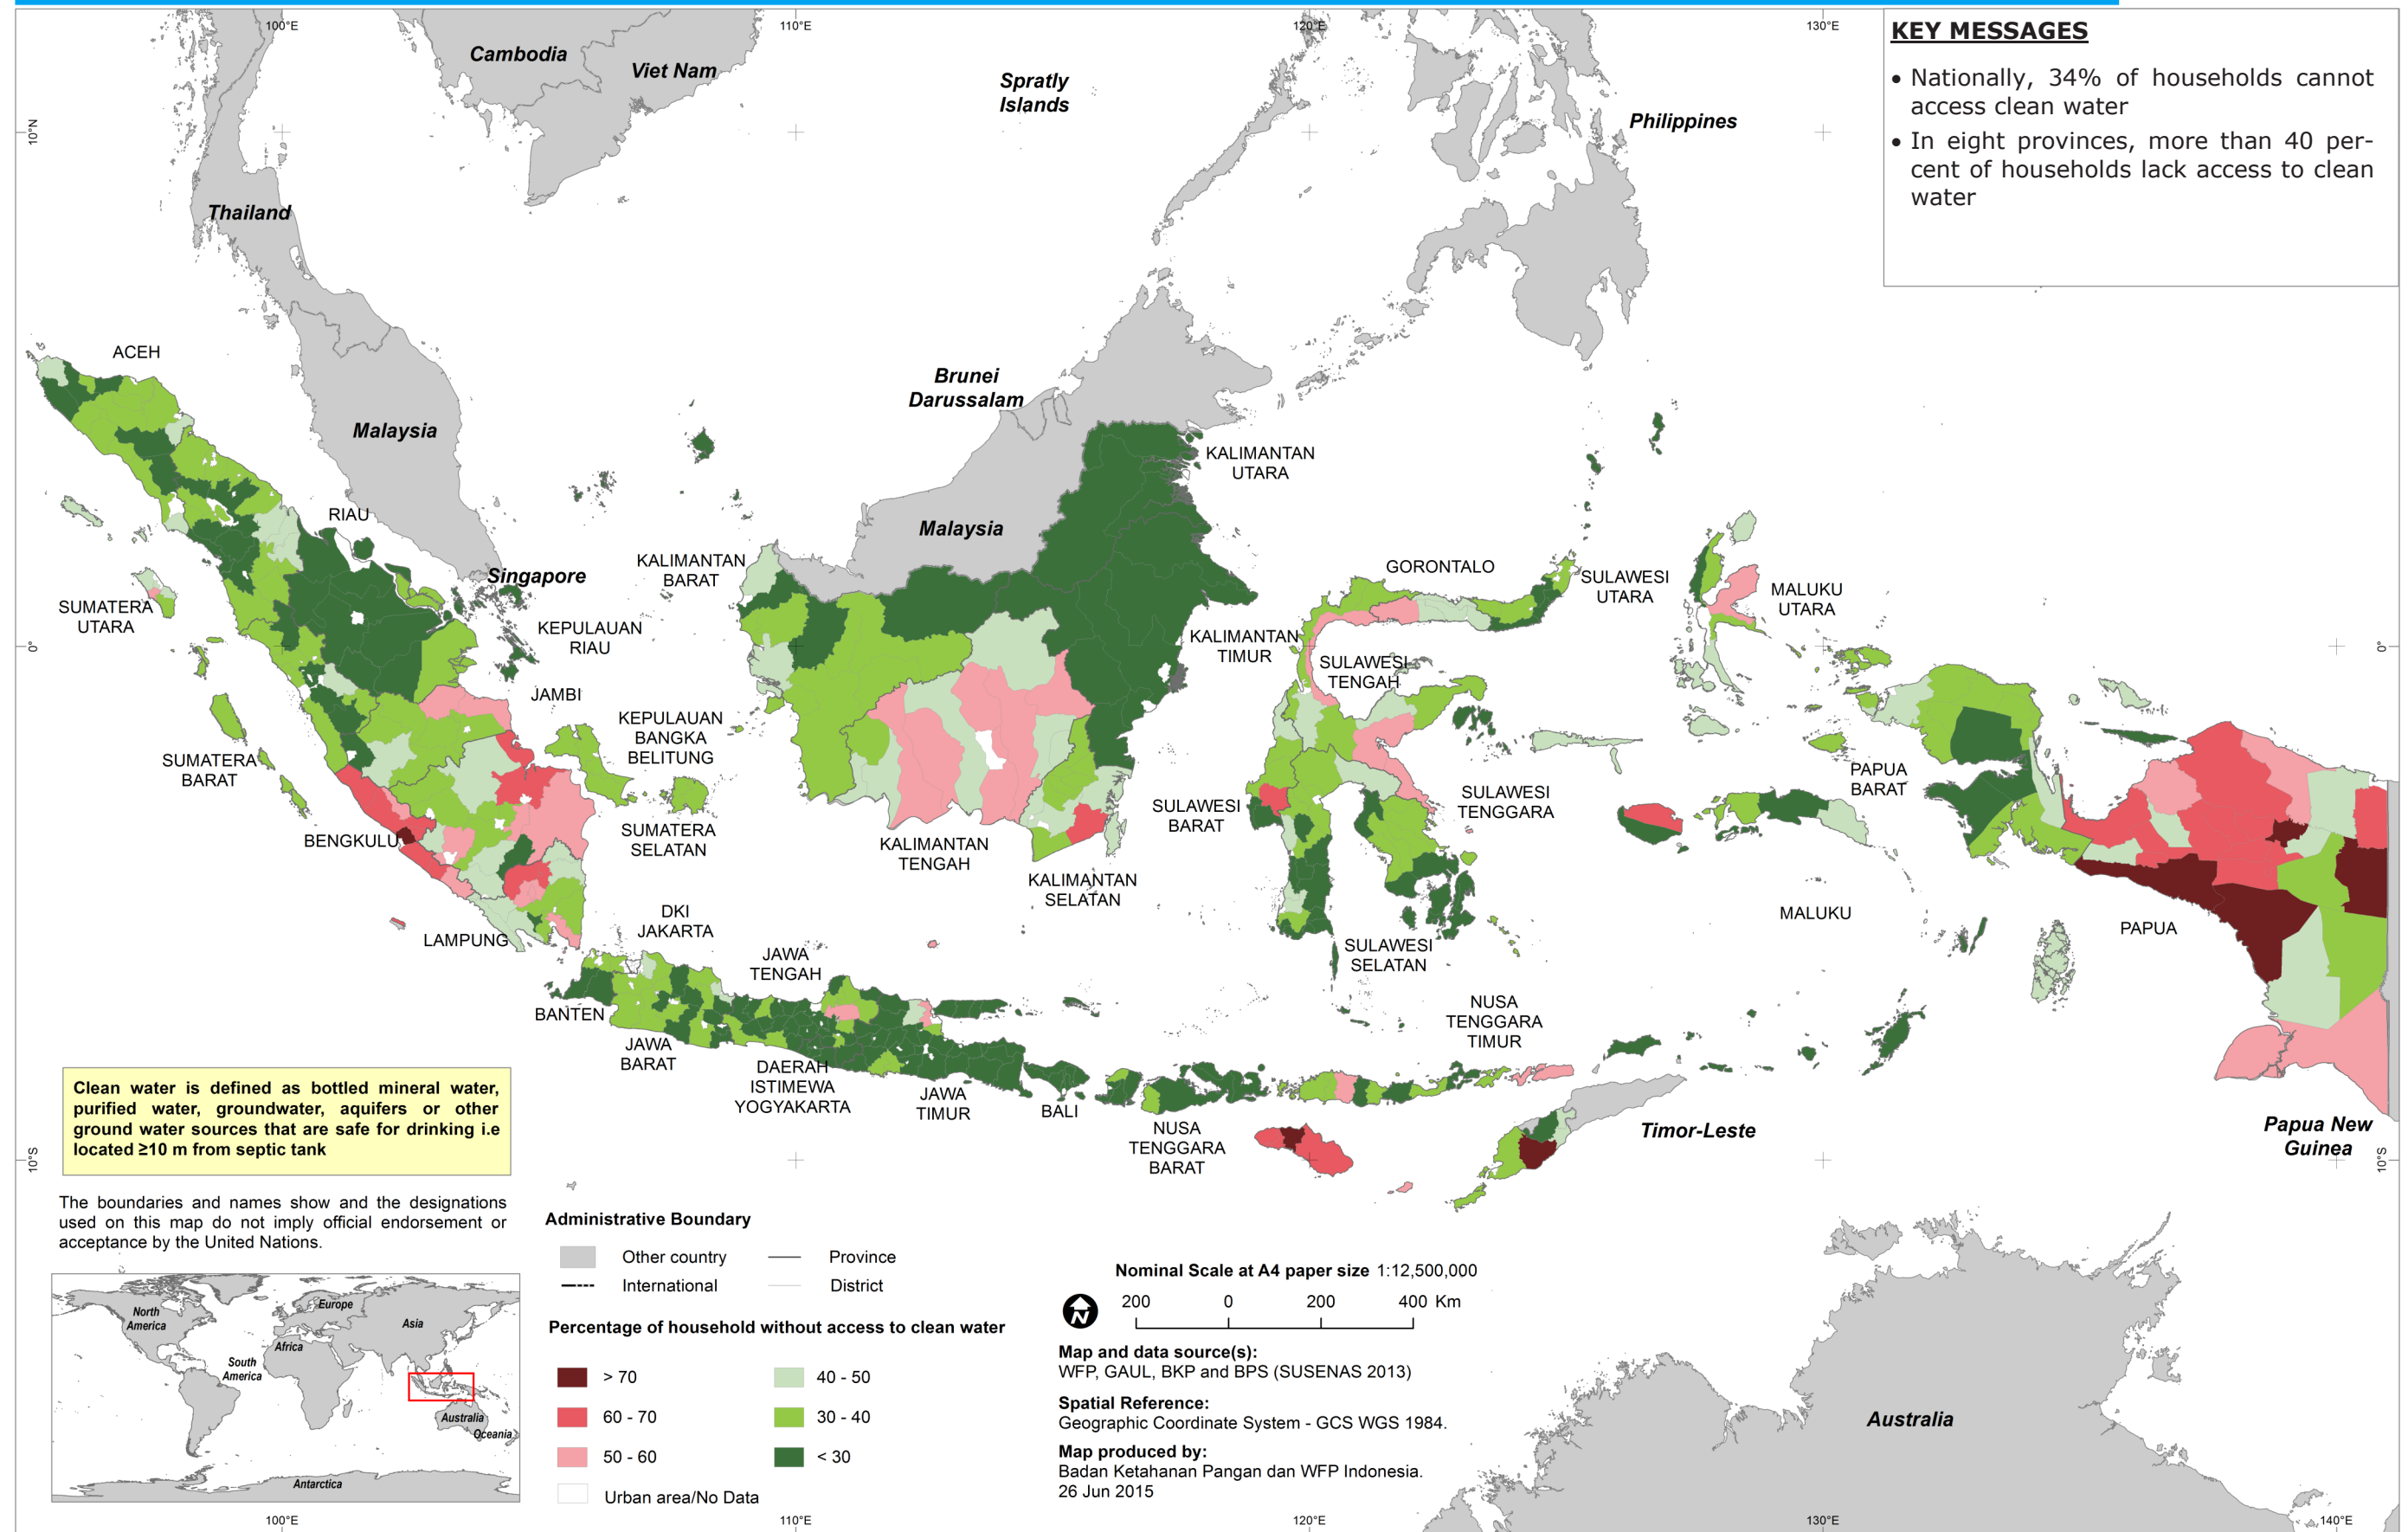 100°E
110°E
120°E
130°E
KEY MESSAGES
• Nationally, 34% of households cannot
access clean water
• In eight provinces, more than 40 per-
cent of households lack access to clean
water
Cambodia
Viet Nam
Spratly
Islands
Philippines
10°N
Thailand
ACEH
Malaysia
Brunei
Darussalam
KALIMANTAN
UTARA
RIAU
Malaysia
Singapore
KALIMANTAN
BARAT
GORONTALO
SULAWESI
UTARA
MALUKU
UTARA
SUMATERA
UTARA
KEPULAUAN
RIAU
0°
0°
KALIMANTAN
TIMUR
SULAWESI
TENGAH
JAMBI
KEPULAUAN
BANGKA
BELITUNG
SUMATERA
BARAT
PAPUA
BARAT
SULAWESI
BARAT
SULAWESI
TENGGARA
BENGKULU
SUMATERA
SELATAN
KALIMANTAN
TENGAH
KALIMANTAN
SELATAN
MALUKU
PAPUA
LAMPUNG
DKI
JAKARTA
JAWA
TENGAH
SULAWESI
SELATAN
BANTEN
NUSA
TENGGARA
TIMUR
JAWA
BARAT
DAERAH
ISTIMEWA
YOGYAKARTA
JAWA
TIMUR
BALI
NUSA
TENGGARA
BARAT
Timor-Leste
Papua New
Guinea
10°S
10°S
Clean water is defined as bottled mineral water,
purified water, groundwater, aquifers or other
ground water sources that are safe for drinking i.e
located ≥10 m from septic tank
The boundaries and names show and the designations
used on this map do not imply official endorsement or
acceptance by the United Nations.
North
America
Europe
Asia
Africa
South
America
Australia
Oceania
Antarctica
Administrative Boundary
Other country
Province
International
District
Percentage of household without access to clean water
> 70
40 - 50
60 - 70
30 - 40
50 - 60
< 30
Urban area/No Data
Nominal Scale at A4 paper size 1:12,500,000
N
200 0 200 400 Km
Map and data source(s):
WFP, GAUL, BKP and BPS (SUSENAS 2013)
Spatial Reference:
Geographic Coordinate System - GCS WGS 1984.
Map produced by:
Badan Ketahanan Pangan dan WFP Indonesia.
26 Jun 2015
Australia
100°E
110°E
120°E
130°E
140°E